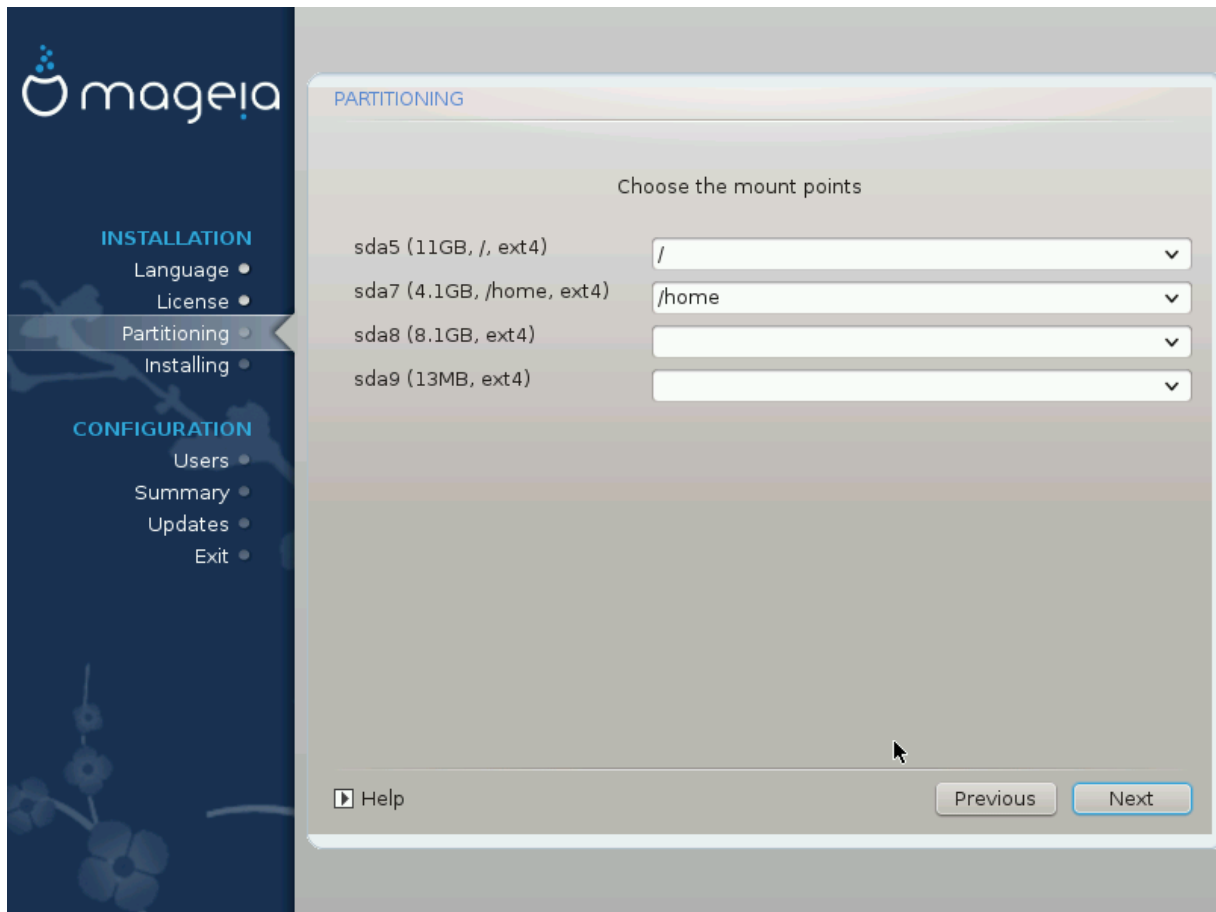 mageia
INSTALLATION
Language
License
Partitioning
Installing
CONFIGURATION
Users
Summary
Updates
Exit
PARTITIONING
Choose the mount points
sda5 (11GB, /, ext4) /
sda7 (4.1GB, /home, ext4) /home
sda8 (8.1GB, ext4)
sda9 (13MB, ext4)
Help Previous Next